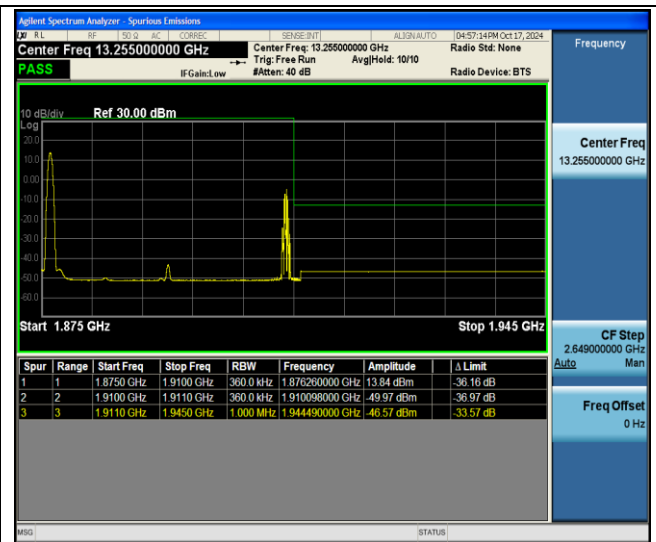 Agilent Spectrum Analyzer - Spurious Emissions
RL RF 50 Ω AC CORREC SENSE:INT ALIGN AUTO 04:57:14 PM Oct 17, 2024
Center Freq 13.255000000 GHz
Center Freq: 13.255000000 GHz
Radio Std: None
Trig: Free Run Avg|Hold: 10/10
PASS
IFGain:Low
#Atten: 40 dB
Radio Device: BTS
Frequency
10 dB/div Ref 30.00 dBm
Log
20.0
10.0
0.00
-10.0
-20.0
-30.0
-40.0
-50.0
-60.0
Start 1.875 GHz Stop 1.945 GHz
Center Freq
13.255000000 GHz
CF Step
2.649000000 GHz
Auto Man
Freq Offset
0 Hz
Spur Range Start Freq Stop Freq RBW Frequency Amplitude Δ Limit
1 1 1.8750 GHz 1.9100 GHz 360.0 kHz 1.876260000 GHz 13.84 dBm -36.16 dB
2 2 1.9100 GHz 1.9110 GHz 360.0 kHz 1.910098000 GHz -49.97 dBm -36.97 dB
3 3 1.9110 GHz 1.9450 GHz 1.000 MHz 1.944490000 GHz -46.57 dBm -33.57 dB
MSG STATUS